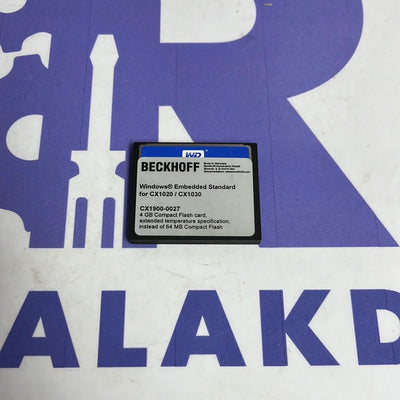 R
WD
BECKHOFF
Windows® Embedded Standard
for CX1020 / CX1030
CX1900-0027
4 GB Compact Flash card,
extended temperature specification,
instead of 64 MB Compact Flash
ALAKD